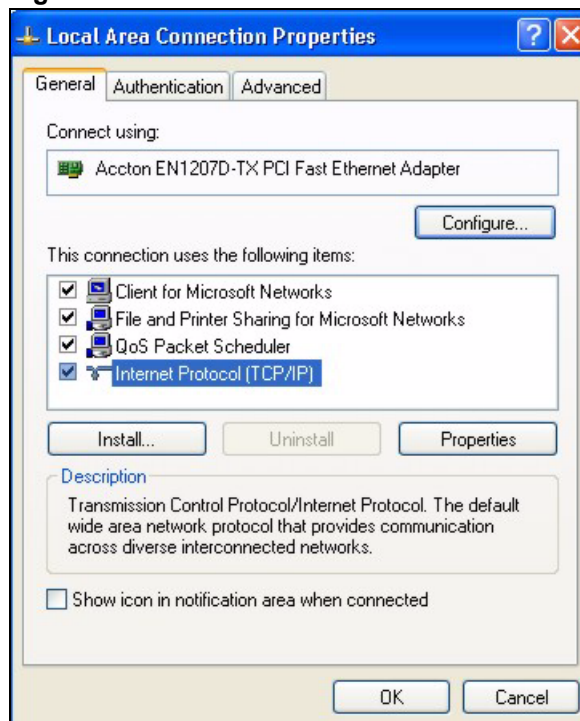 Local Area Connection Properties
General Authentication Advanced
Connect using:
Accton EN1207D-TX PCI Fast Ethernet Adapter
Configure...
This connection uses the following items:
Client for Microsoft Networks
File and Printer Sharing for Microsoft Networks
QoS Packet Scheduler
Internet Protocol (TCP/IP)
Install... Uninstall Properties
Description
Transmission Control Protocol/Internet Protocol. The default
wide area network protocol that provides communication
across diverse interconnected networks.
Show icon in notification area when connected
OK Cancel